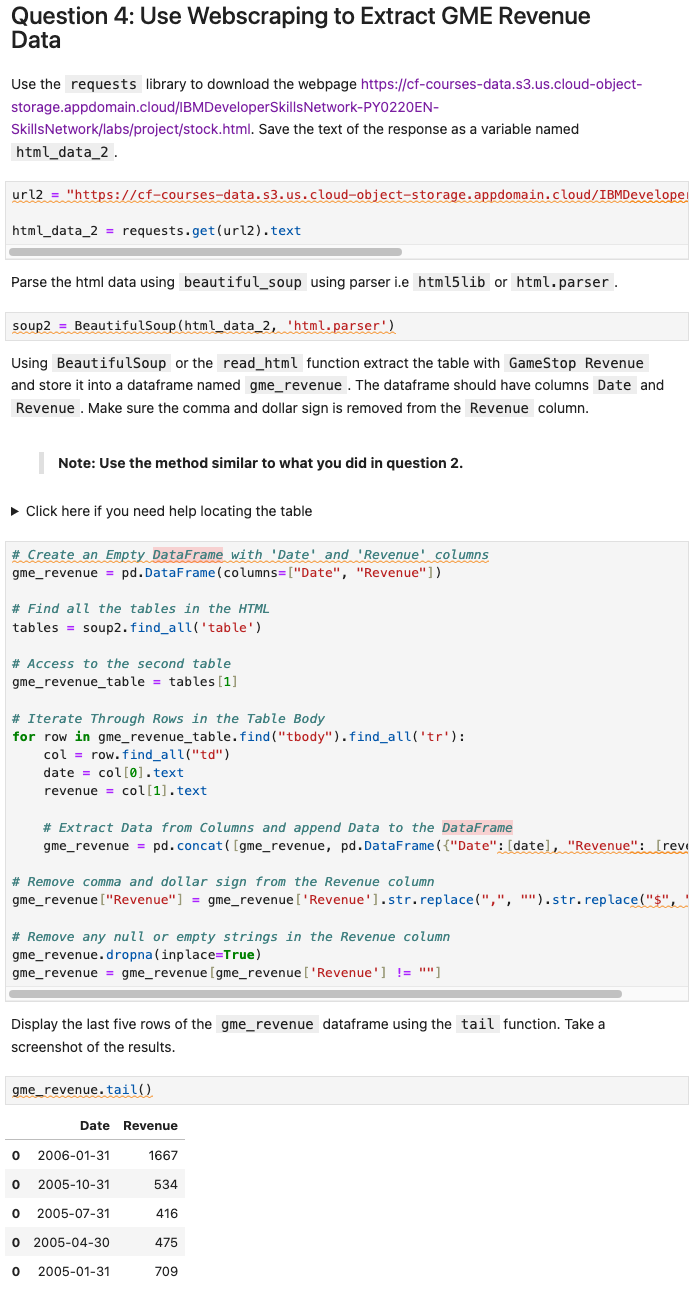 Question 4: Use Webscraping to Extract GME Revenue
Data
Use the requests library to download the webpage https://cf-courses-data.s3.us.cloud-object-
storage.appdomain.cloud/IBMDeveloperSkillsNetwork-PY0220EN-
SkillsNetwork/labs/project/stock.html. Save the text of the response as a variable named
html_data_2.
url2 = "https://cf-courses-data.s3.us.cloud-object-storage.appdomain.cloud/IBMDeveloper
html_data_2 = requests.get(url2).text
Parse the html data using beautiful_soup using parser i.e html5lib or html.parser.
soup2 = BeautifulSoup(html_data_2, 'html.parser')
Using BeautifulSoup or the read_html function extract the table with GameStop Revenue
and store it into a dataframe named gme_revenue. The dataframe should have columns Date and
Revenue. Make sure the comma and dollar sign is removed from the Revenue column.
Note: Use the method similar to what you did in question 2.
▶ Click here if you need help locating the table
# Create an Empty DataFrame with 'Date' and 'Revenue' columns
gme_revenue = pd.DataFrame(columns=["Date", "Revenue"])
# Find all the tables in the HTML
tables = soup2.find_all('table')
# Access to the second table
gme_revenue_table = tables[1]
# Iterate Through Rows in the Table Body
for row in gme_revenue_table.find("tbody").find_all('tr'):
    col = row.find_all("td")
    date = col[0].text
    revenue = col[1].text
    # Extract Data from Columns and append Data to the DataFrame
    gme_revenue = pd.concat([gme_revenue, pd.DataFrame({"Date":[date], "Revenue": [reve
# Remove comma and dollar sign from the Revenue column
gme_revenue["Revenue"] = gme_revenue['Revenue'].str.replace(",", "").str.replace("$", "
# Remove any null or empty strings in the Revenue column
gme_revenue.dropna(inplace=True)
gme_revenue = gme_revenue[gme_revenue['Revenue'] != ""]
Display the last five rows of the gme_revenue dataframe using the tail function. Take a
screenshot of the results.
gme_revenue.tail()
Date Revenue
0 2006-01-31 1667
0 2005-10-31 534
0 2005-07-31 416
0 2005-04-30 475
0 2005-01-31 709